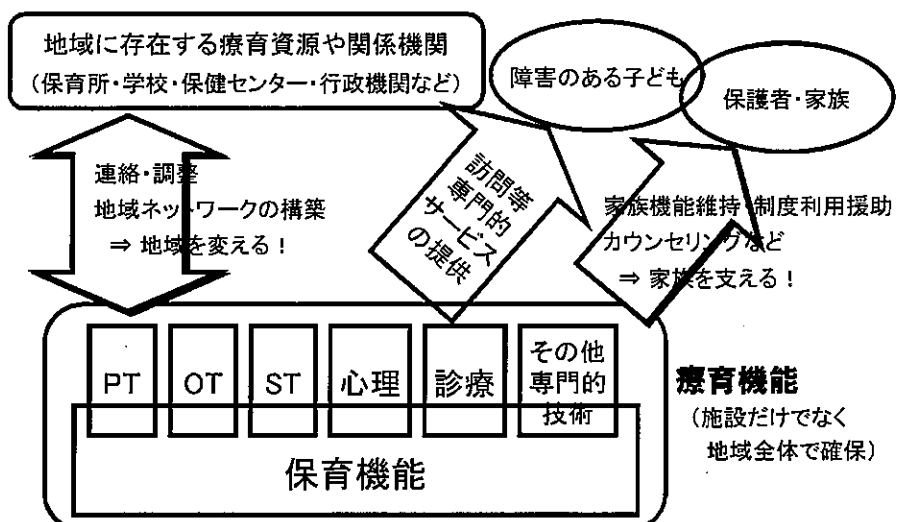 地域に存在する療育資源や関係機関
(保育所・学校・保健センター・行政機関など)
障害のある子ども
保護者・家族
連絡・調整
地域ネットワークの構築
⇒ 地域を変える!
訪問等
専門的
サービス
の提供
家族機能維持・制度利用援助
カウンセリングなど
⇒ 家族を支える!
PT
OT
ST
心理
診療
その他
専門的
技術
保育機能
療育機能
(施設だけでなく
地域全体で確保)